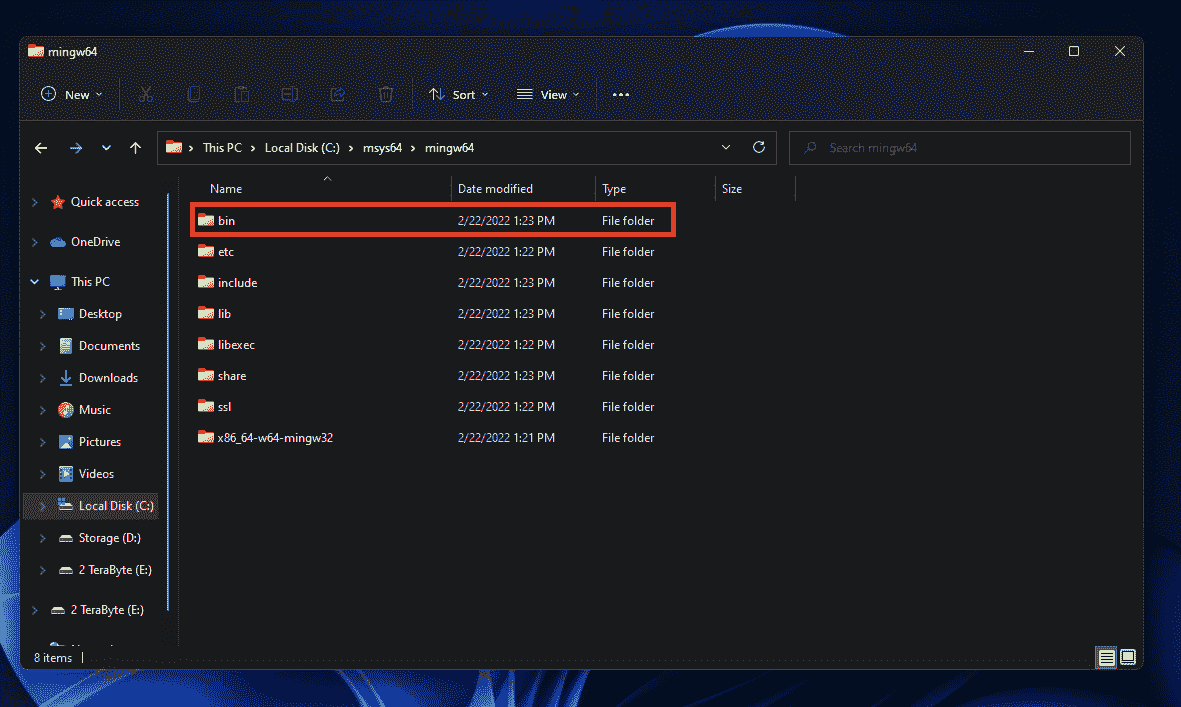 mingw64
New Sort View
This PC Local Disk (C:) msys64 mingw64 Search mingw64
Name Date modified Type Size
Quick access
OneDrive
This PC
Desktop
Documents
Downloads
Music
Pictures
Videos
Local Disk (C:)
Storage (D:)
2 TeraByte (E:)
2 TeraByte (E:)
bin 2/22/2022 1:23 PM File folder
etc 2/22/2022 1:22 PM File folder
include 2/22/2022 1:23 PM File folder
lib 2/22/2022 1:23 PM File folder
libexec 2/22/2022 1:22 PM File folder
share 2/22/2022 1:23 PM File folder
ssl 2/22/2022 1:22 PM File folder
x86_64-w64-mingw32 2/22/2022 1:21 PM File folder
8 items